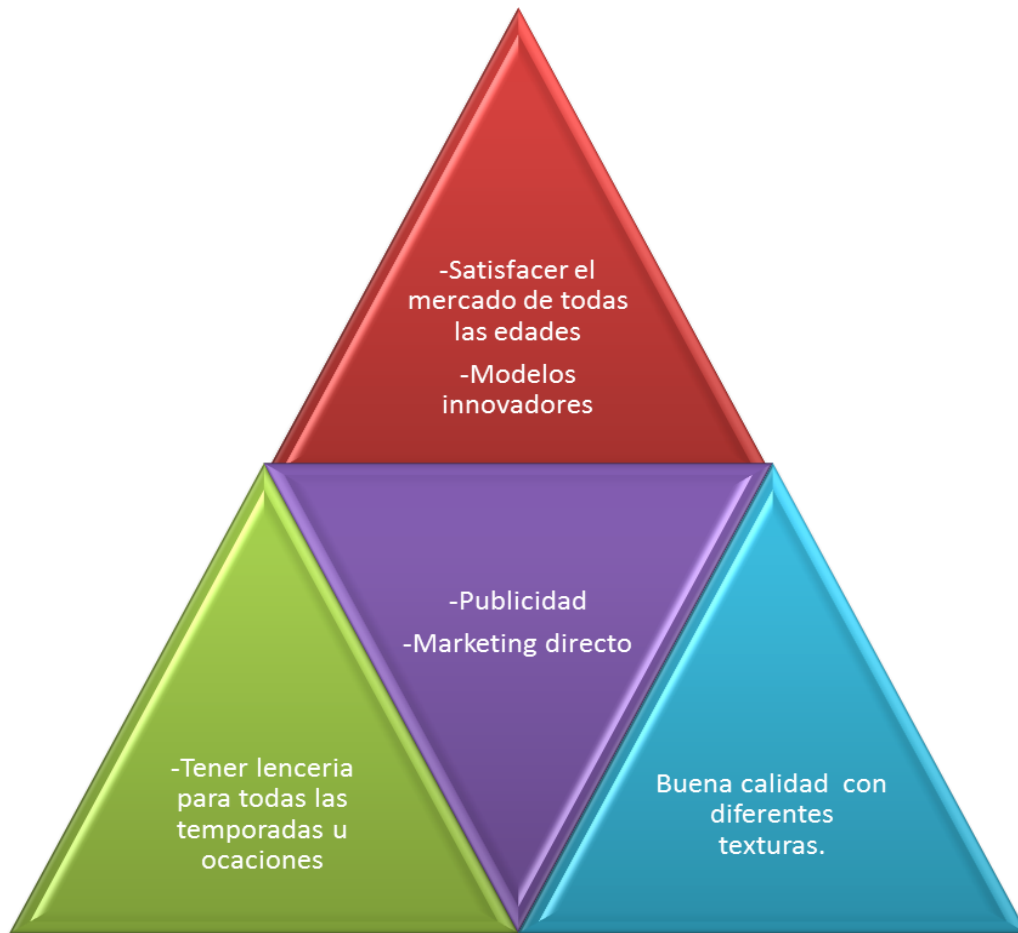 -Satisfacer el
mercado de todas
las edades
-Modelos
innovadores
-Publicidad
-Marketing directo
-Tener lenceria
para todas las
temporadas u
ocaciones
Buena calidad con
diferentes
texturas.